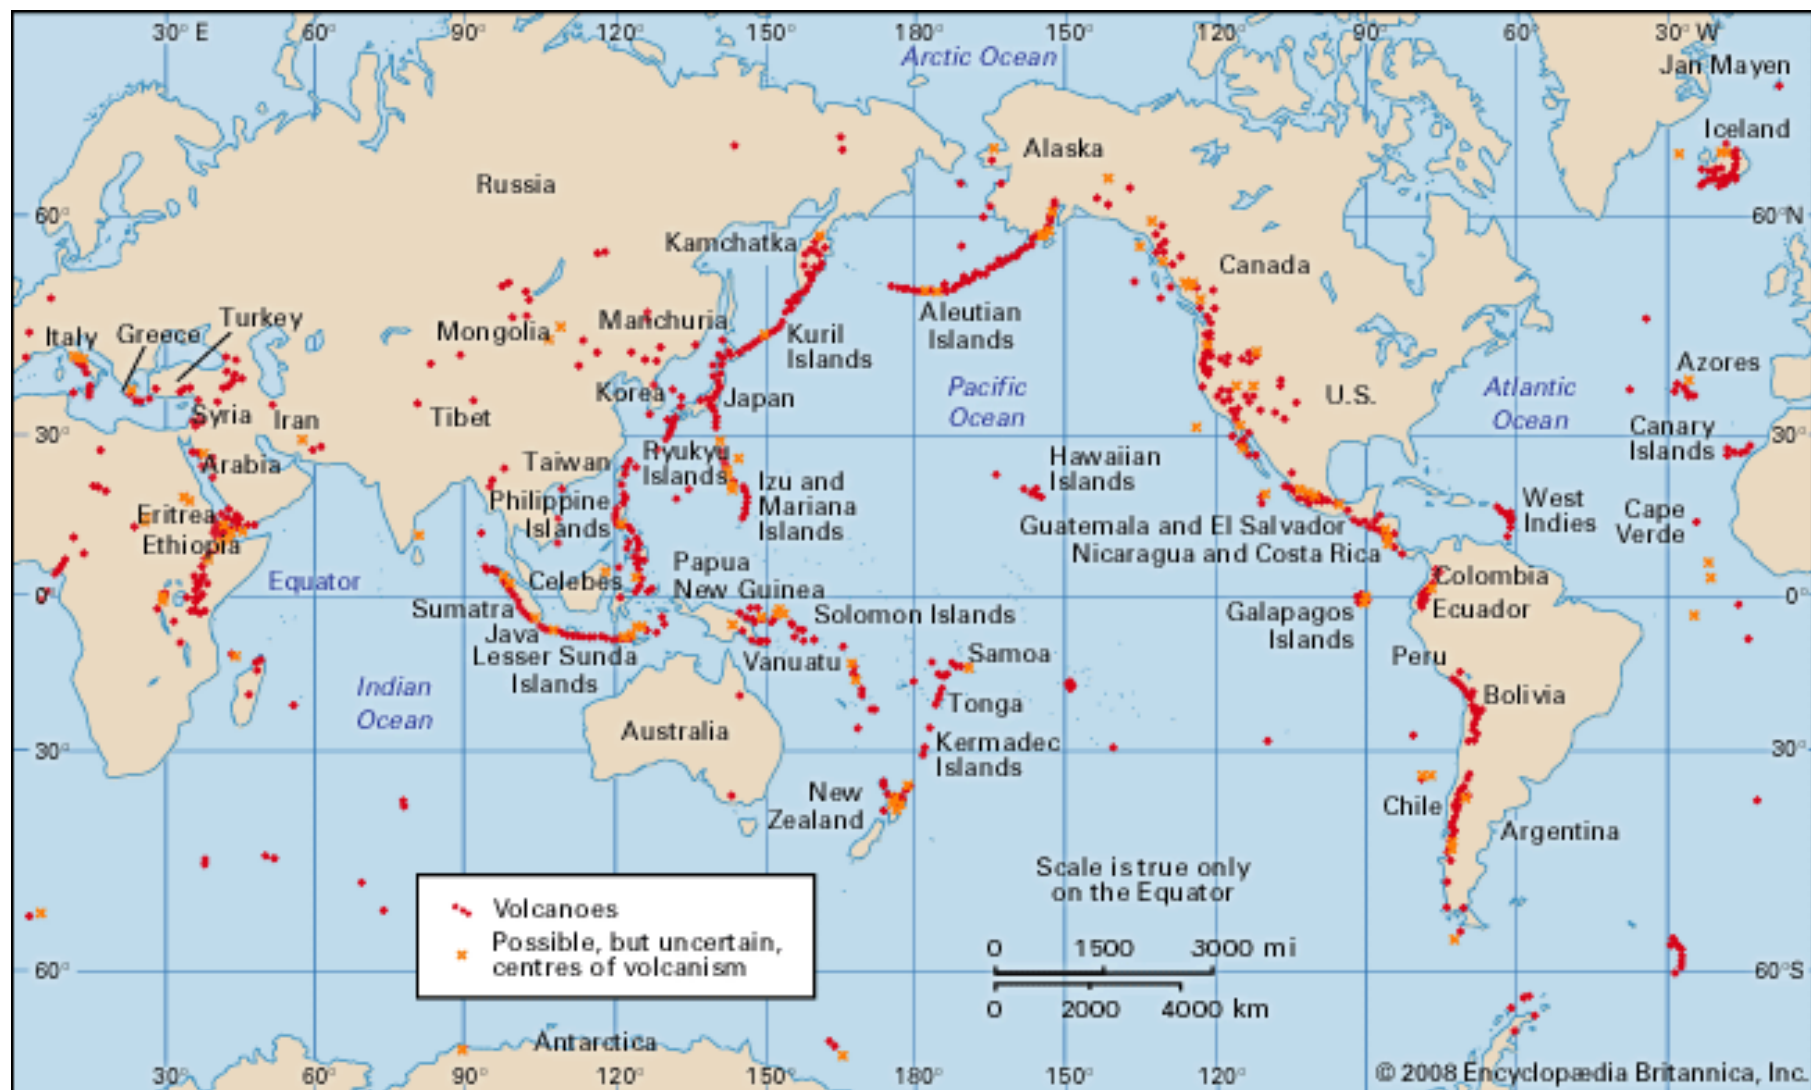 30° E
60°
90°
120°
150°
180°
150°
120°
90°
60°
30° W
Arctic Ocean
Jan Mayen
Iceland
Alaska
Russia
60°
60°N
Kamchatka
Canada
Turkey
Italy
Greece
Mongolia
Manchuria
Aleutian
Islands
Kuril
Islands
Azores
Korea
Japan
Pacific
Ocean
U.S.
Atlantic
Ocean
Syria
Iran
Tibet
30°
30°
Canary
Islands
Arabia
Taiwan
Ryukyu
Islands
Hawaiian
Islands
Izu and
Mariana
Islands
Philippine
Islands
West
Indies
Cape
Verde
Eritrea
Ethiopia
Guatemala and El Salvador
Nicaragua and Costa Rica
Equator
Papua
New Guinea
Celebes
Colombia
0°
0°
Sumatra
Solomon Islands
Galapagos
Islands
Ecuador
Java
Lesser Sunda
Islands
Vanuatu
Samoa
Peru
Indian
Ocean
Tonga
Bolivia
Australia
Kermadec
Islands
30°
30°
New
Zealand
Chile
Argentina
Scale is true only
on the Equator
Volcanoes
Possible, but uncertain,
centres of volcanism
0 1500 3000 mi
0 2000 4000 km
60°
60°S
Antarctica
30°
60°
90°
120°
150°
180°
150°
120°
© 2008 Encyclopædia Britannica, Inc.